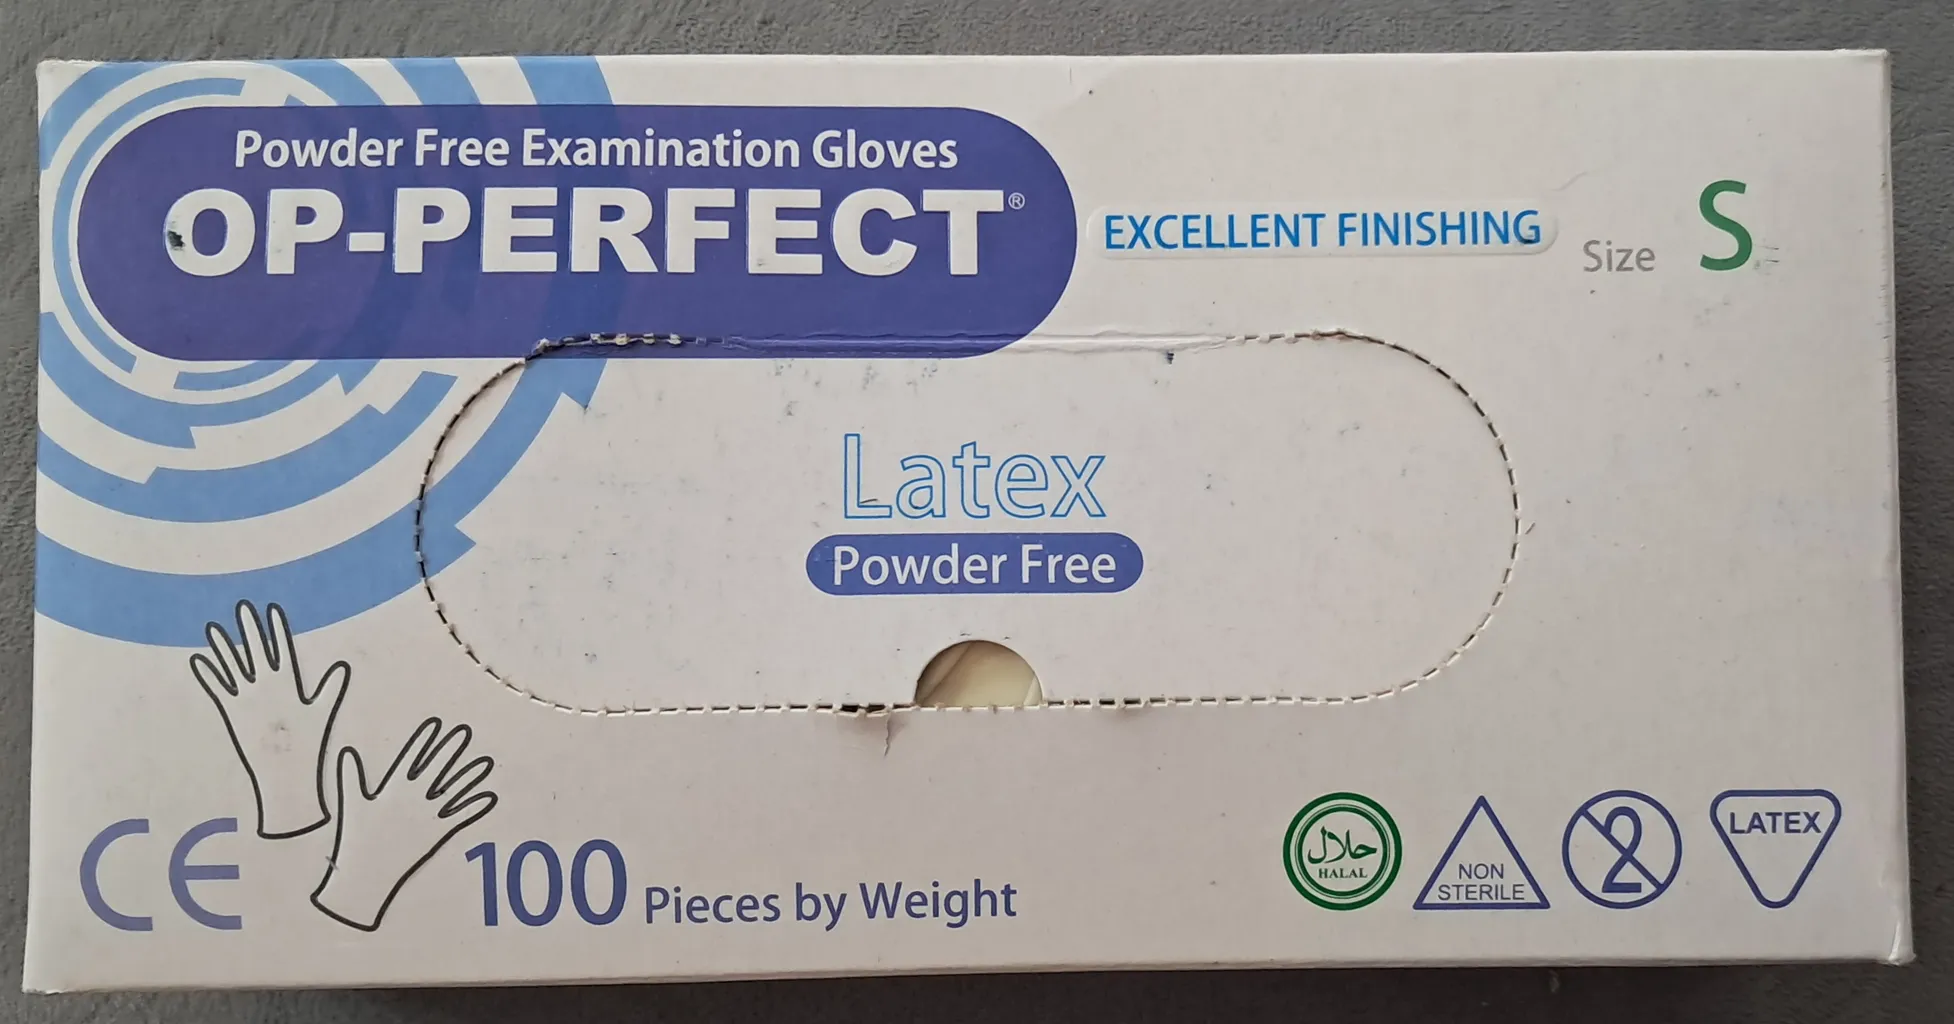 Powder Free Examination Gloves
OP-PERFECT®
EXCELLENT FINISHING
Size S
Latex
Powder Free
CE
100 Pieces by Weight
حلال
HALAL
NON
STERILE
2
LATEX